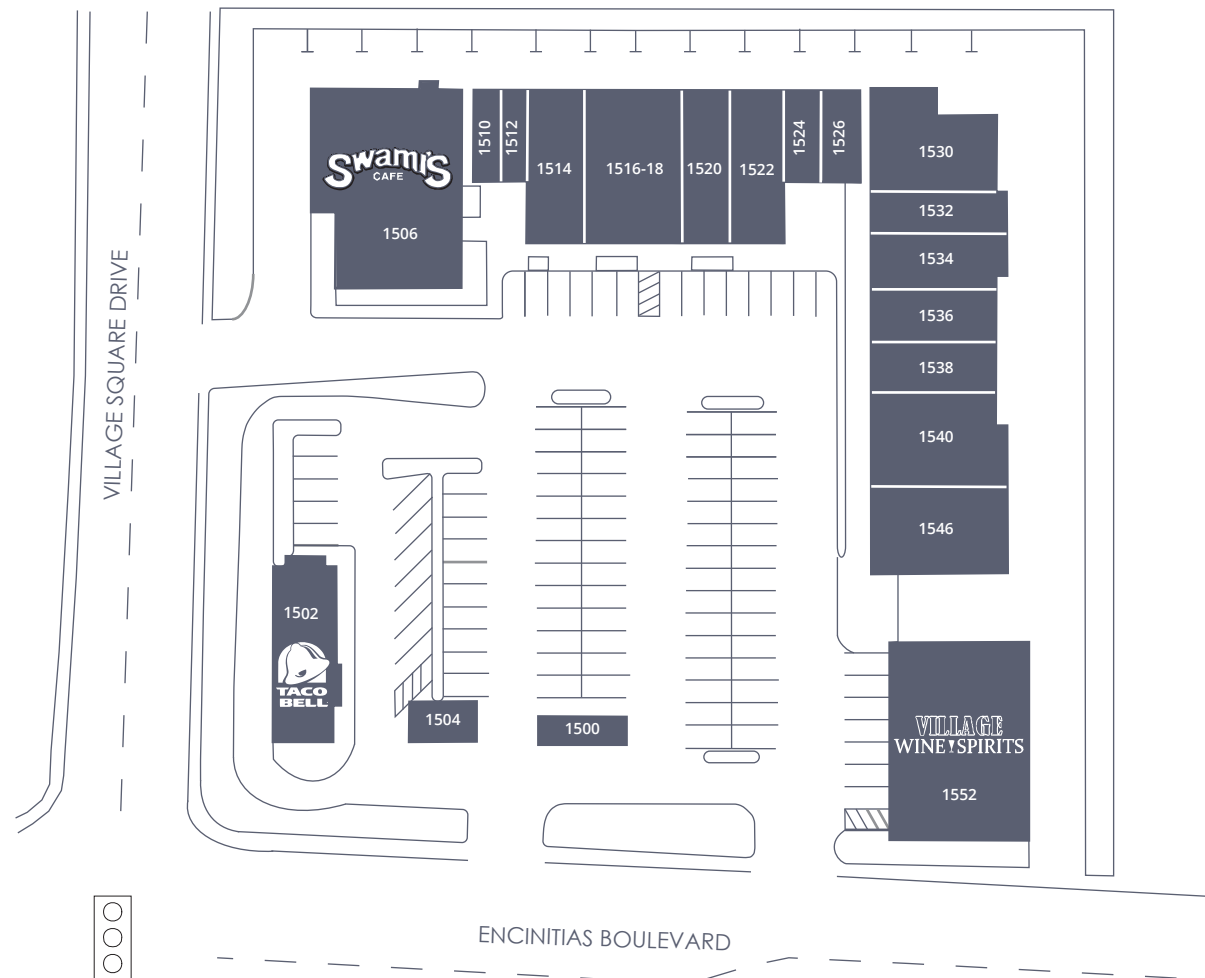 SWAMI'S
CAFE
1506
1510
1512
1514
1516-18
1520
1522
1524
1526
1530
1532
1534
1536
1538
1540
1546
VILLAGE SQUARE DRIVE
1502
TACO
BELL
1504
1500
VILLAGE
WINE SPIRITS
1552
ENCINITIAS BOULEVARD